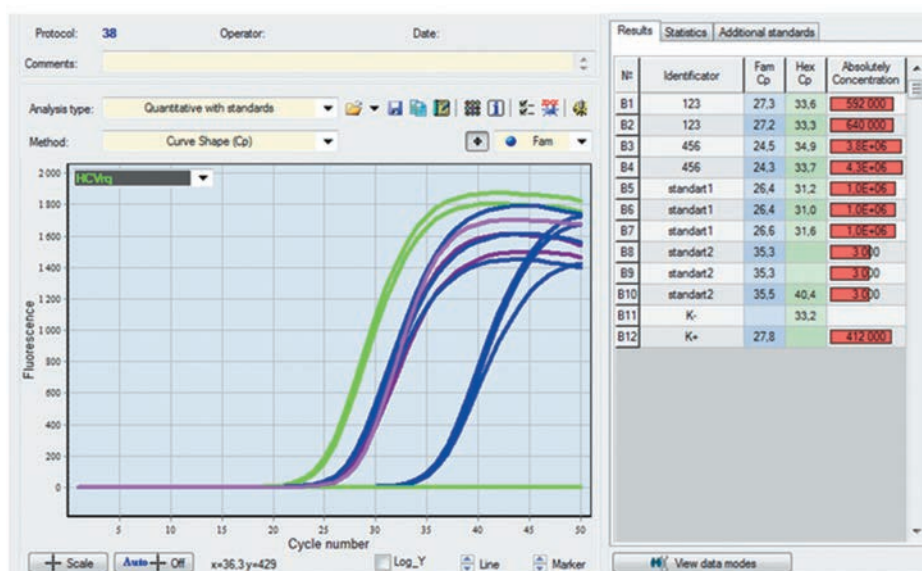 Protocol: 38 Operator: Date:
Comments:
Analysis type: Quantitative with standards
Method: Curve Shape (Cp) Fam
HCVrq
Fluorescence
2 000
1 800
1 600
1 400
1 200
1 000
800
600
400
200
0
5 10 15 20 25 30 35 40 45 50
Cycle number
Scale Auto Off x=36,3 y=429 Log_Y Line Marker
Results Statistics Additional standards
№ Identificator Fam Cp Hex Cp Absolutely Concentration
B1 123 27,3 33,6 592 000
B2 123 27,2 33,3 640 000
B3 456 24,5 34,9 3.8E+06
B4 456 24,3 33,7 4.3E+06
B5 standart1 26,4 31,2 1.0E+06
B6 standart1 26,4 31,0 1.0E+06
B7 standart1 26,6 31,6 1.0E+06
B8 standart2 35,3 3 000
B9 standart2 35,3 3 000
B10 standart2 35,5 40,4 3 000
B11 K- 33,2
B12 K+ 27,8 412 000
View data modes